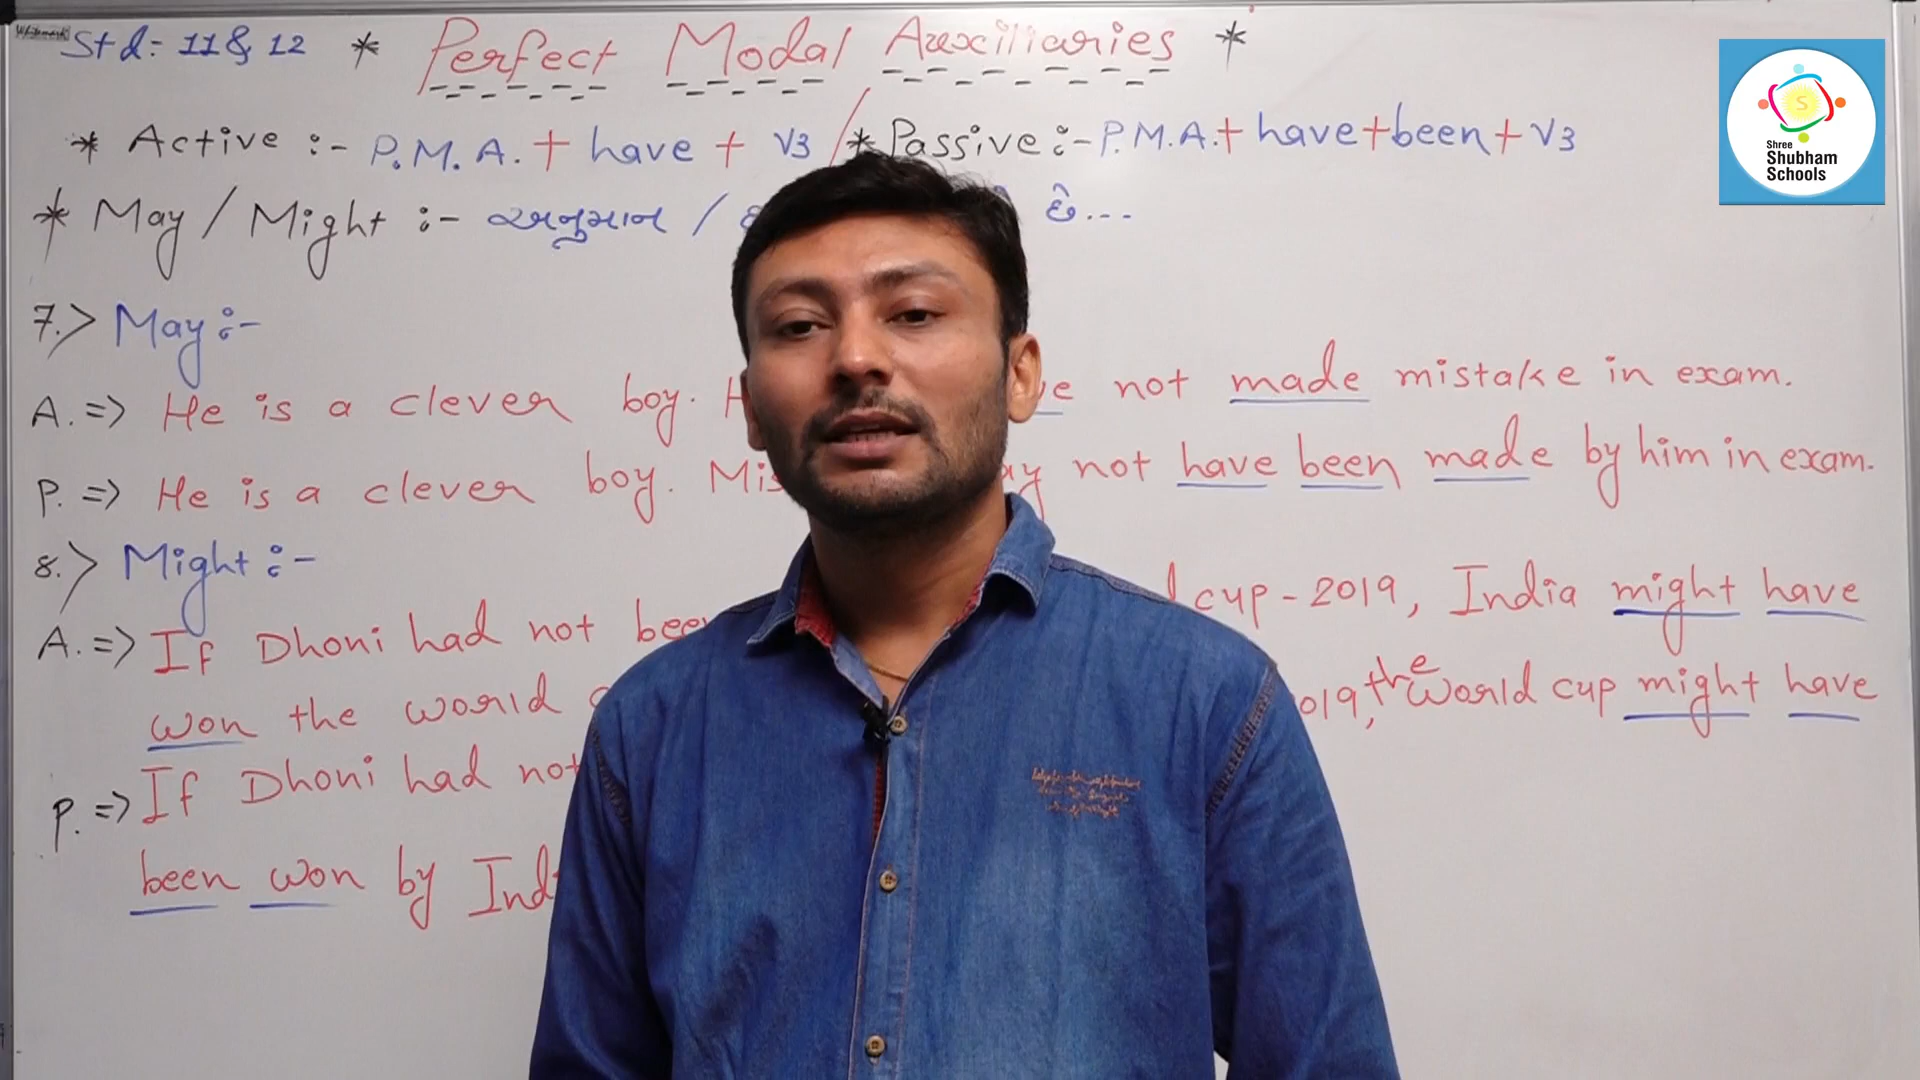 Whitemark
Std:- 11 & 12 * Perfect Modal Auxiliaries *
* Active :- P.M.A. + have + V3 / * Passive :- P.M.A. + have + been + V3
* May / Might :- અનુમાન / છે...
7.> May :-
A. => He is a clever boy. not made mistake in exam.
P. => He is a clever boy. not have been made by him in exam.
8.> Might :-
A. => If Dhoni had not cup - 2019, India might have
won the world
P. => If Dhoni had not the World cup might have
been won by
Shree
Shubham
Schools
S